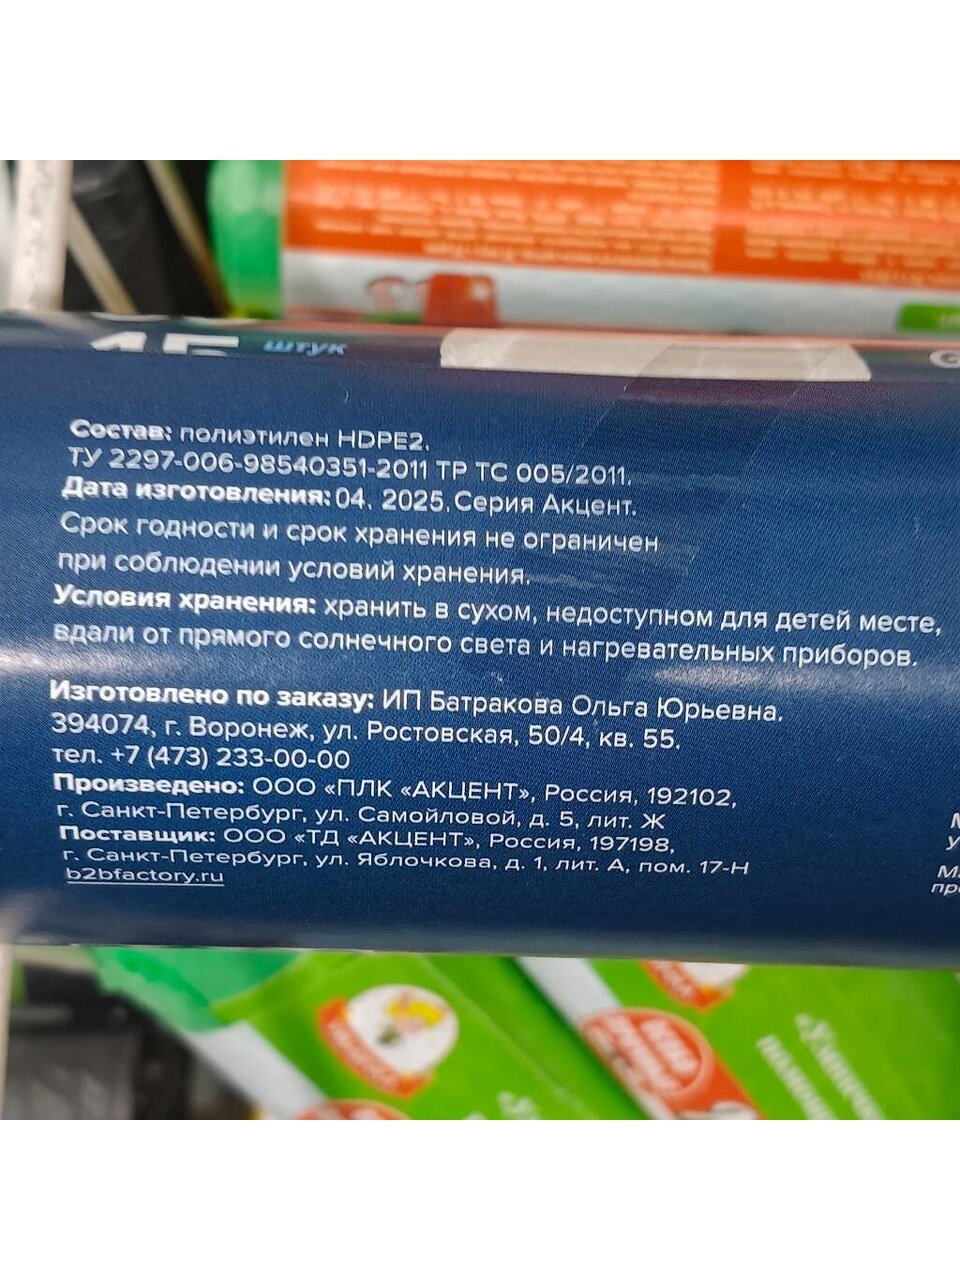 15 штук
Состав: полиэтилен HDPE2.
ТУ 2297-006-98540351-2011 ТР ТС 005/2011.
Дата изготовления: 04. 2025. Серия Акцент.
Срок годности и срок хранения не ограничен
при соблюдении условий хранения.
Условия хранения: хранить в сухом, недоступном для детей месте,
вдали от прямого солнечного света и нагревательных приборов.
Изготовлено по заказу: ИП Батракова Ольга Юрьевна.
394074, г. Воронеж, ул. Ростовская, 50/4, кв. 55.
тел. +7 (473) 233-00-00
Произведено: ООО «ПЛК «АКЦЕНТ», Россия, 192102,
г. Санкт-Петербург, ул. Самойловой, д. 5, лит. Ж
Поставщик: ООО «ТД «АКЦЕНТ», Россия, 197198,
г. Санкт-Петербург, ул. Яблочкова, д. 1, лит. А, пом. 17-Н
b2bfactory.ru